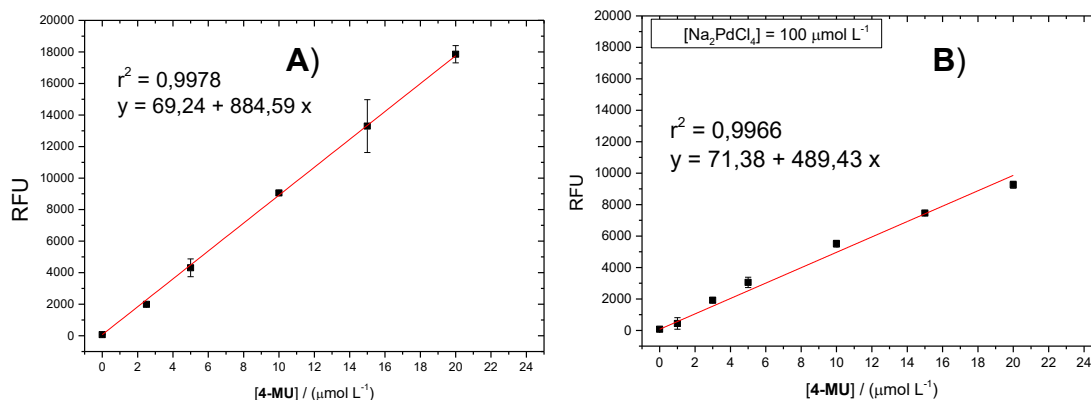 A)
r² = 0,9978
y = 69,24 + 884,59 x
RFU
20000
18000
16000
14000
12000
10000
8000
6000
4000
2000
0
0 2 4 6 8 10 12 14 16 18 20 22 24
[4-MU] / (μmol L⁻¹)
B)
[Na₂PdCl₄] = 100 μmol L⁻¹
r² = 0,9966
y = 71,38 + 489,43 x
RFU
20000
18000
16000
14000
12000
10000
8000
6000
4000
2000
0
0 2 4 6 8 10 12 14 16 18 20 22 24
[4-MU] / (μmol L⁻¹)